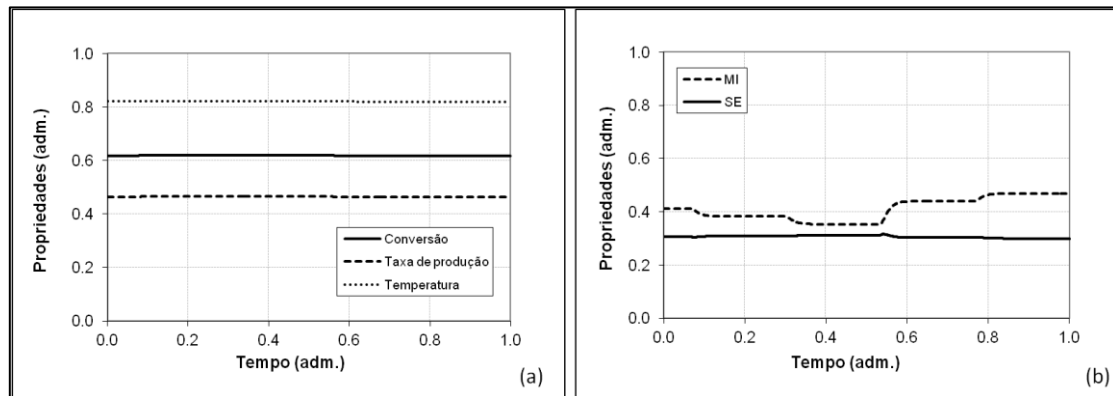 1.0
0.8
0.6
0.4
0.2
0.0
Propriedades (adm.)
Conversão
Taxa de produção
Temperatura
0.0 0.2 0.4 0.6 0.8 1.0
Tempo (adm.)
(a)
1.0
0.8
0.6
0.4
0.2
0.0
Propriedades (adm.)
MI
SE
0.0 0.2 0.4 0.6 0.8 1.0
Tempo (adm.)
(b)